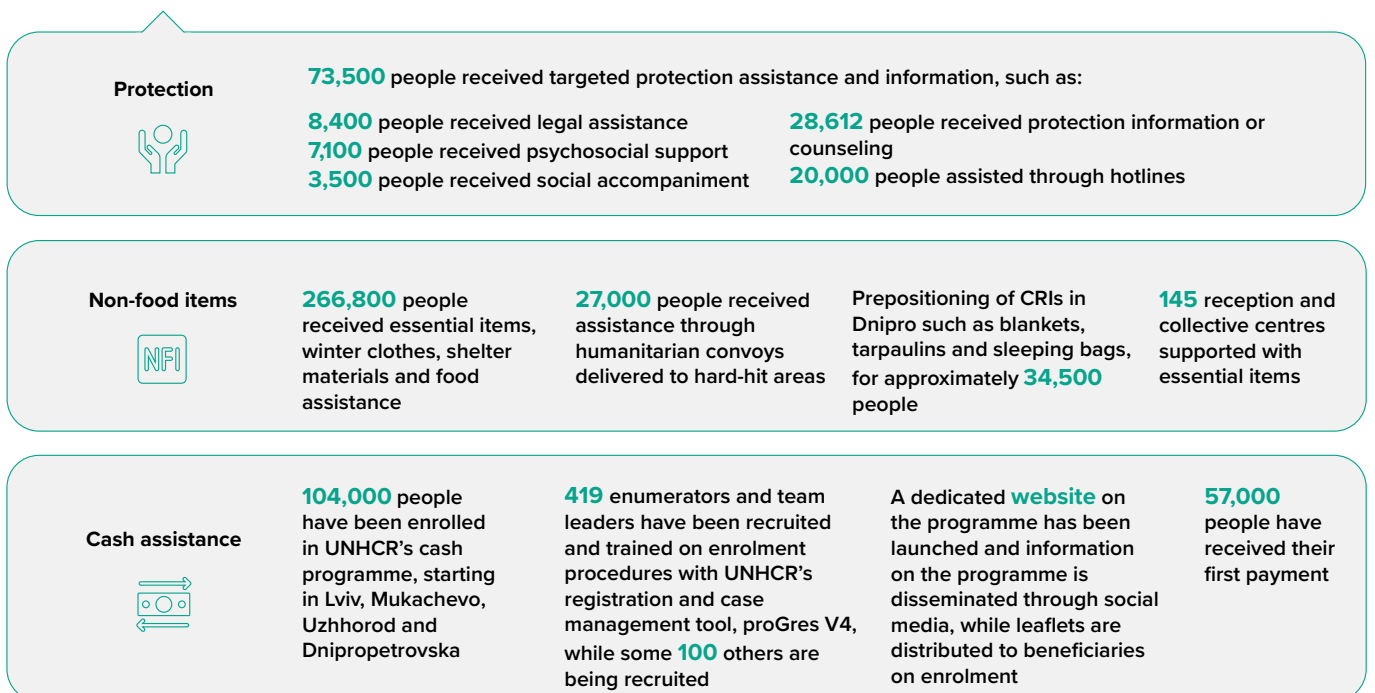 Protection
73,500 people received targeted protection assistance and information, such as:
8,400 people received legal assistance
7,100 people received psychosocial support
3,500 people received social accompaniment
28,612 people received protection information or
counseling
20,000 people assisted through hotlines
Non-food items
NFI
266,800 people
received essential items,
winter clothes, shelter
materials and food
assistance
27,000 people received
assistance through
humanitarian convoys
delivered to hard-hit areas
Prepositioning of CRIs in
Dnipro such as blankets,
tarpaulins and sleeping bags,
for approximately 34,500
people
145 reception and
collective centres
supported with
essential items
Cash assistance
104,000 people
have been enrolled
in UNHCR’s cash
programme, starting
in Lviv, Mukachevo,
Uzhhorod and
Dnipropetrovska
419 enumerators and team
leaders have been recruited
and trained on enrolment
procedures with UNHCR’s
registration and case
management tool, proGres V4,
while some 100 others are
being recruited
A dedicated website on
the programme has been
launched and information
on the programme is
disseminated through social
media, while leaflets are
distributed to beneficiaries
on enrolment
57,000
people have
received their
first payment